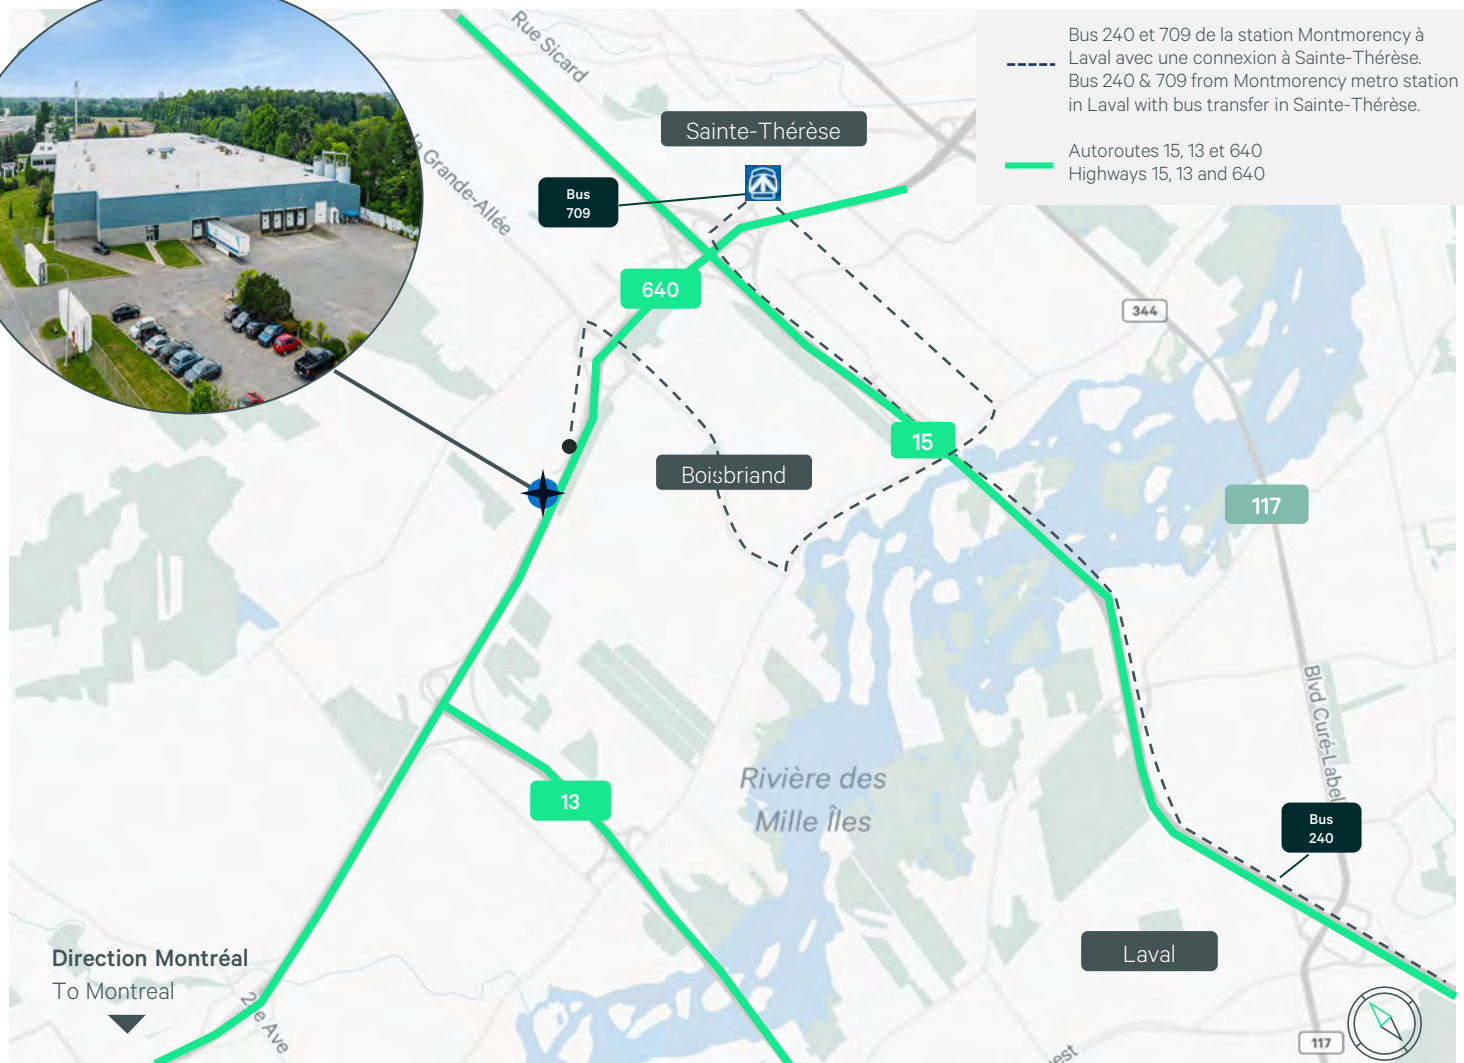 Rue Sicard
Bus 240 et 709 de la station Montmorency à
Laval avec une connexion à Sainte-Thérèse.
Bus 240 & 709 from Montmorency metro station
in Laval with bus transfer in Sainte-Thérèse.
Autoroutes 15, 13 et 640
Highways 15, 13 and 640
Sainte-Thérèse
la Grande-Allée
Bus
709
640
344
15
Boisbriand
117
Blvd Curé-Label
Rivière des
Mille Îles
13
Bus
240
Laval
Direction Montréal
To Montreal
Ave
117